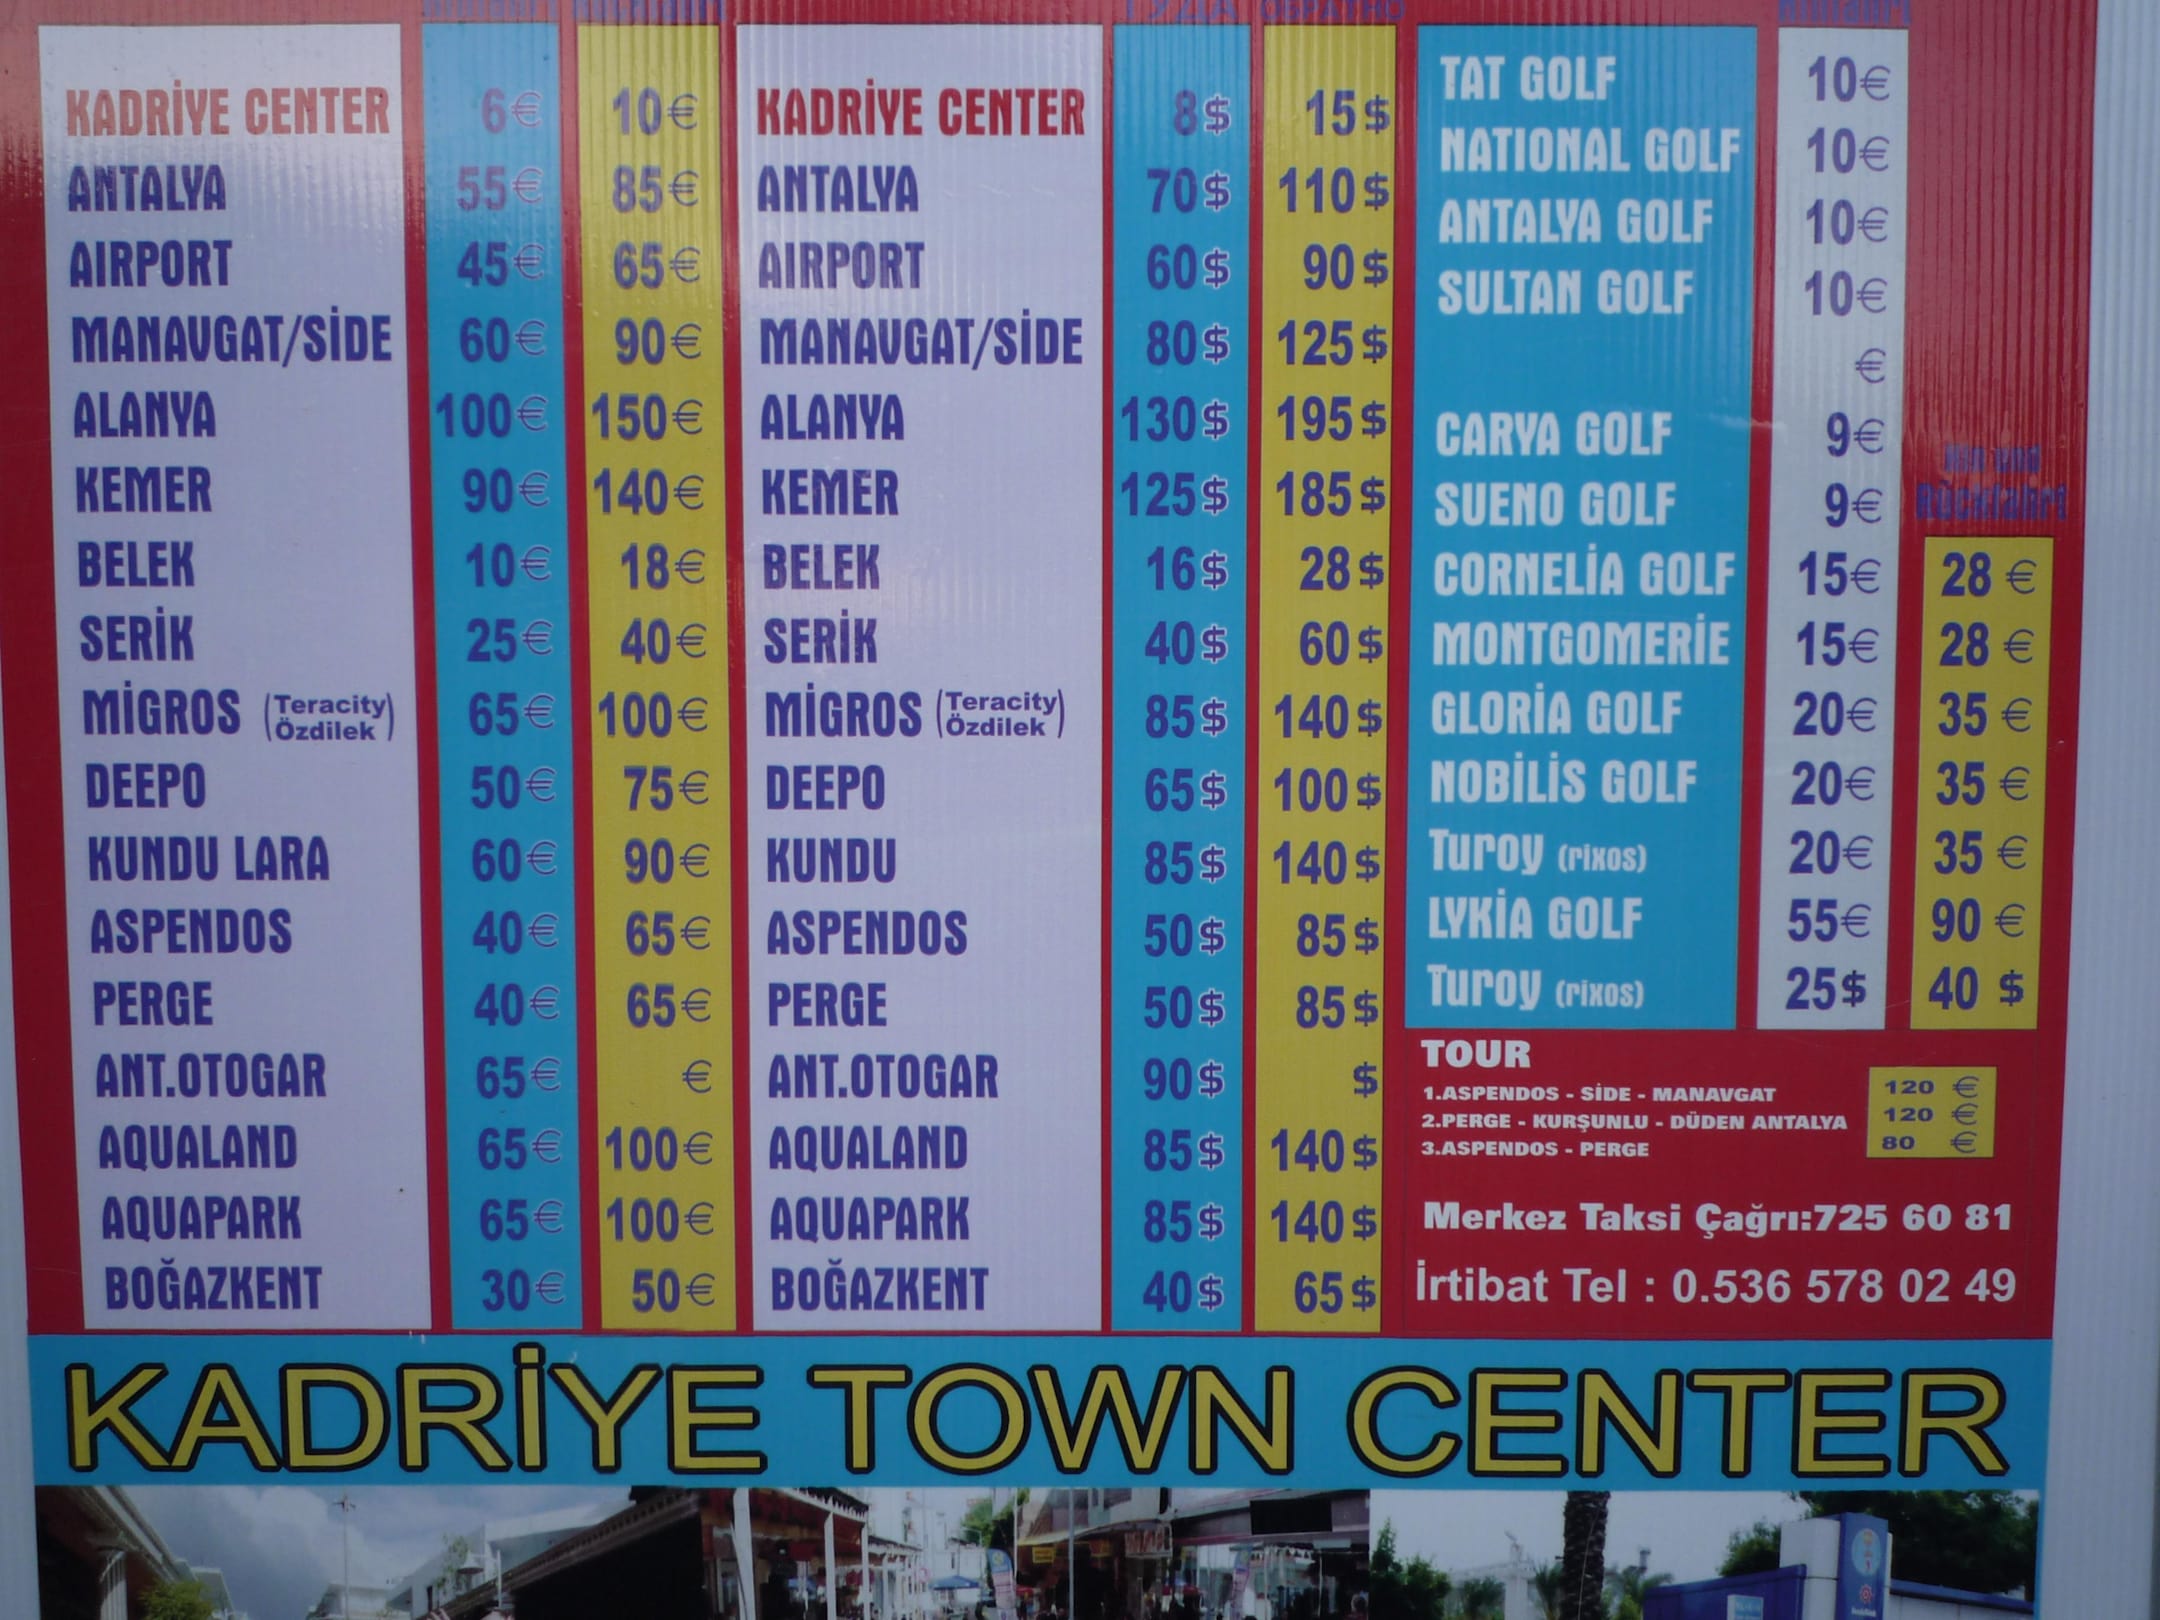 Hinfahrt Rückfahrt
KADRİYE CENTER 6€ 10€
ANTALYA 55€ 85€
AIRPORT 45€ 65€
MANAVGAT/SİDE 60€ 90€
ALANYA 100€ 150€
KEMER 90€ 140€
BELEK 10€ 18€
SERİK 25€ 40€
MİGROS (Teracity Özdilek) 65€ 100€
DEEPO 50€ 75€
KUNDU LARA 60€ 90€
ASPENDOS 40€ 65€
PERGE 40€ 65€
ANT.OTOGAR 65€ €
AQUALAND 65€ 100€
AQUAPARK 65€ 100€
BOĞAZKENT 30€ 50€
ТУДА ОБРАТНО
KADRİYE CENTER 8$ 15$
ANTALYA 70$ 110$
AIRPORT 60$ 90$
MANAVGAT/SİDE 80$ 125$
ALANYA 130$ 195$
KEMER 125$ 185$
BELEK 16$ 28$
SERİK 40$ 60$
MİGROS (Teracity Özdilek) 85$ 140$
DEEPO 65$ 100$
KUNDU 85$ 140$
ASPENDOS 50$ 85$
PERGE 50$ 85$
ANT.OTOGAR 90$ $
AQUALAND 85$ 140$
AQUAPARK 85$ 140$
BOĞAZKENT 40$ 65$
Hinfahrt
TAT GOLF 10€
NATIONAL GOLF 10€
ANTALYA GOLF 10€
SULTAN GOLF 10€
€
CARYA GOLF 9€
SUENO GOLF 9€
Hin und
Rückfahrt
CORNELİA GOLF 15€ 28 €
MONTGOMERİE 15€ 28 €
GLORİA GOLF 20€ 35 €
NOBİLİS GOLF 20€ 35 €
Turoy (rixos) 20€ 35 €
LYKİA GOLF 55€ 90 €
Turoy (rixos) 25$ 40 $
TOUR
1.ASPENDOS - SİDE - MANAVGAT 120 €
2.PERGE - KURŞUNLU - DÜDEN ANTALYA 120 €
3.ASPENDOS - PERGE 80 €
Merkez Taksi Çağrı:725 60 81
İrtibat Tel : 0.536 578 02 49
KADRİYE TOWN CENTER